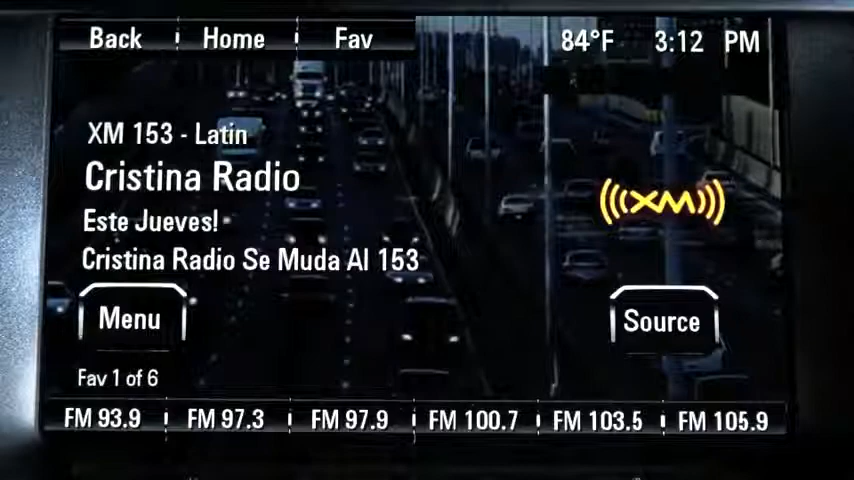 Back Home Fav 84°F 3:12 PM
XM 153 - Latin
Cristina Radio
Este Jueves!
Cristina Radio Se Muda Al 153
XM
Menu Source
Fav 1 of 6
FM 93.9 FM 97.3 FM 97.9 FM 100.7 FM 103.5 FM 105.9